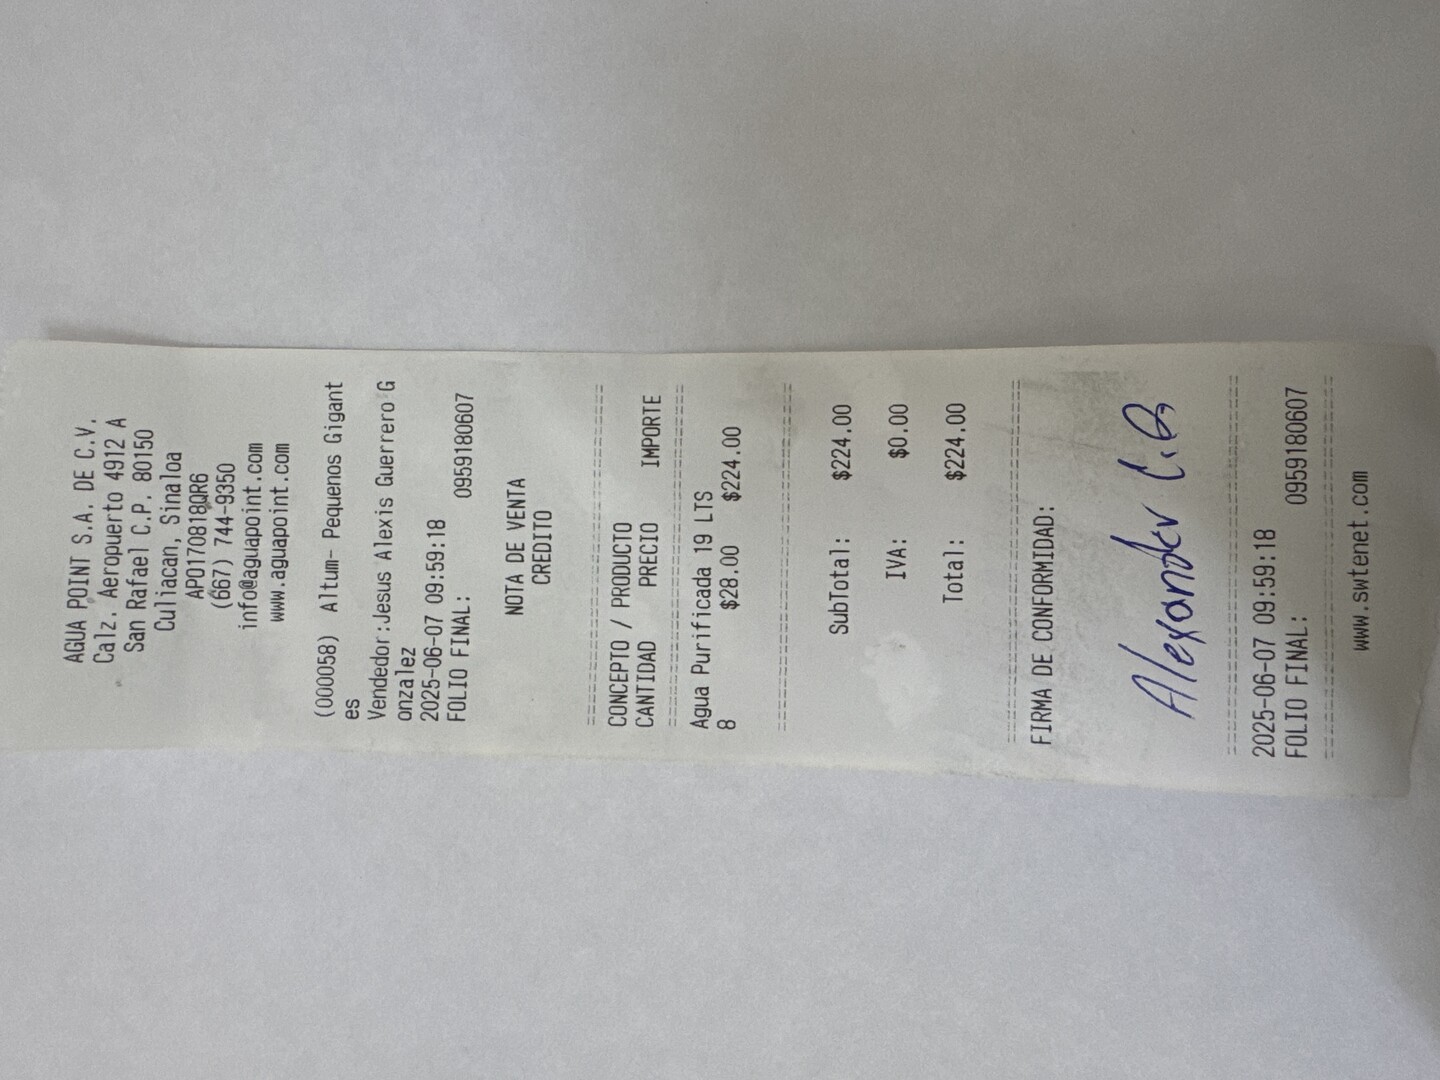 AGUA POINT S.A. DE C.V.
Calz. Aeropuerto 4912 A
San Rafael C.P. 80150
Culiacan, Sinaloa
APO170818QR6
(667) 744-9350
info@aguapoint.com
www.aguapoint.com
(000058) Altum- Pequenos Gigant
es
Vendedor:Jesus Alexis Guerrero G
onzalez
2025-06-07 09:59:18
FOLIO FINAL: 0959180607
NOTA DE VENTA
CREDITO
================================
CONCEPTO / PRODUCTO
CANTIDAD PRECIO IMPORTE
================================
Agua Purificada 19 LTS
8 $28.00 $224.00
================================
SubTotal: $224.00
IVA: $0.00
Total: $224.00
================================
FIRMA DE CONFORMIDAD:
Alexander
================================
2025-06-07 09:59:18
FOLIO FINAL: 0959180607
================================
www.swtenet.com